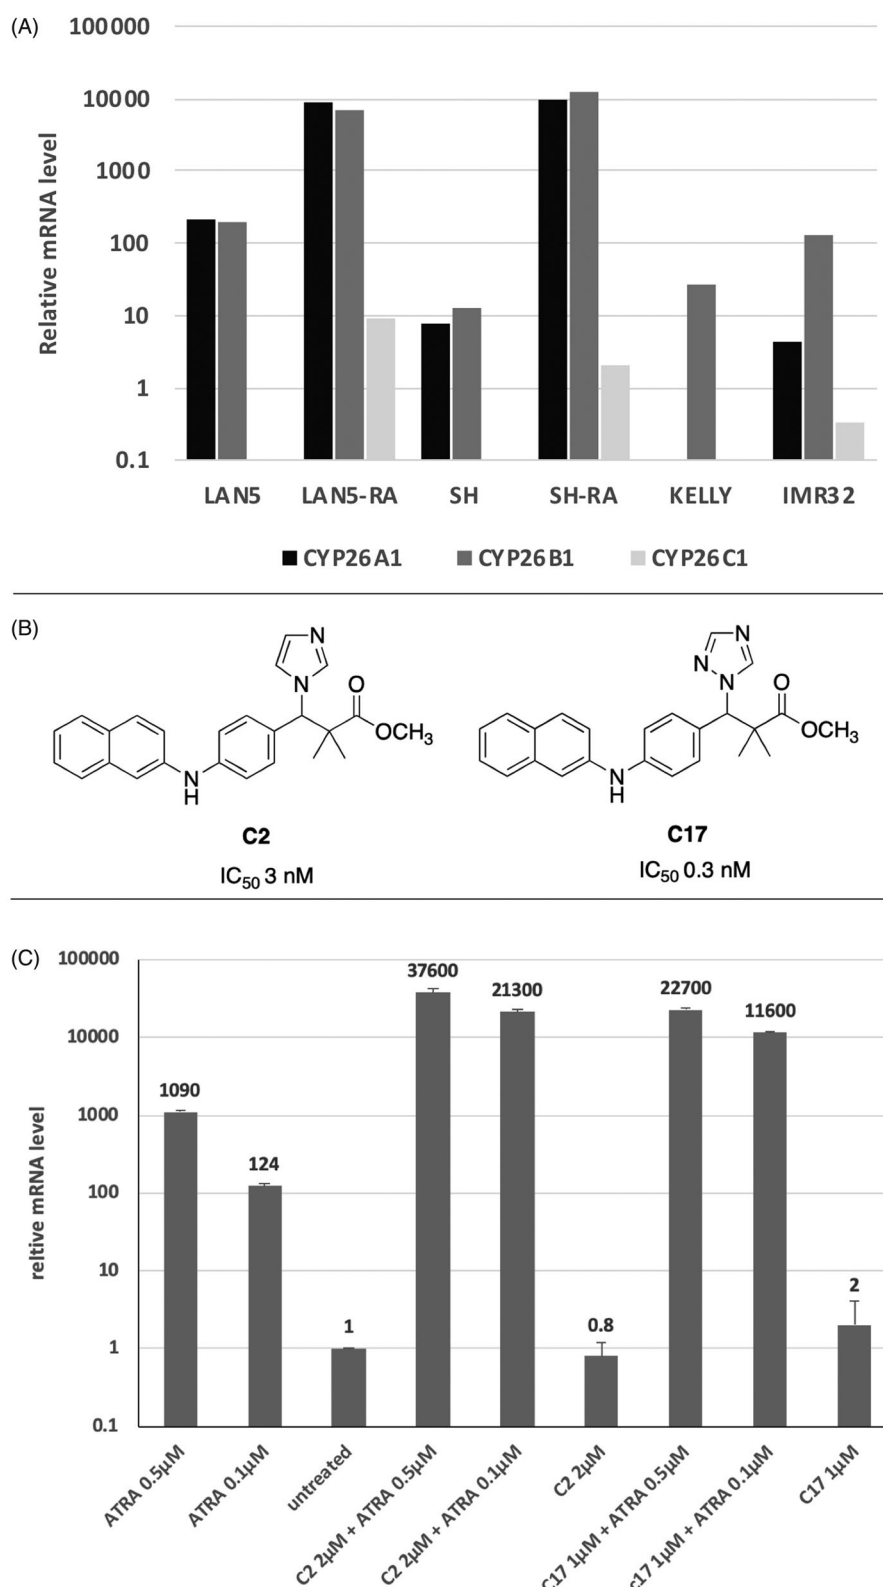 (A)
100000
10000
1000
100
10
1
0.1
Relative mRNA level
LAN5 LAN5-RA SH SH-RA KELLY IMR32
CYP26A1 CYP26B1 CYP26C1
(B)
N
N
O
OCH3
N
H
C2
IC50 3 nM
N
N
N
O
OCH3
N
H
C17
IC50 0.3 nM
(C)
100000
10000
1000
100
10
1
0.1
reltive mRNA level
1090
124
1
37600
21300
0.8
22700
11600
2
ATRA 0.5µM
ATRA 0.1µM
untreated
C2 2µM + ATRA 0.5µM
C2 2µM + ATRA 0.1µM
C2 2µM
C17 1µM + ATRA 0.5µM
c17 1µM + ATRA 0.1µM
C17 1µM